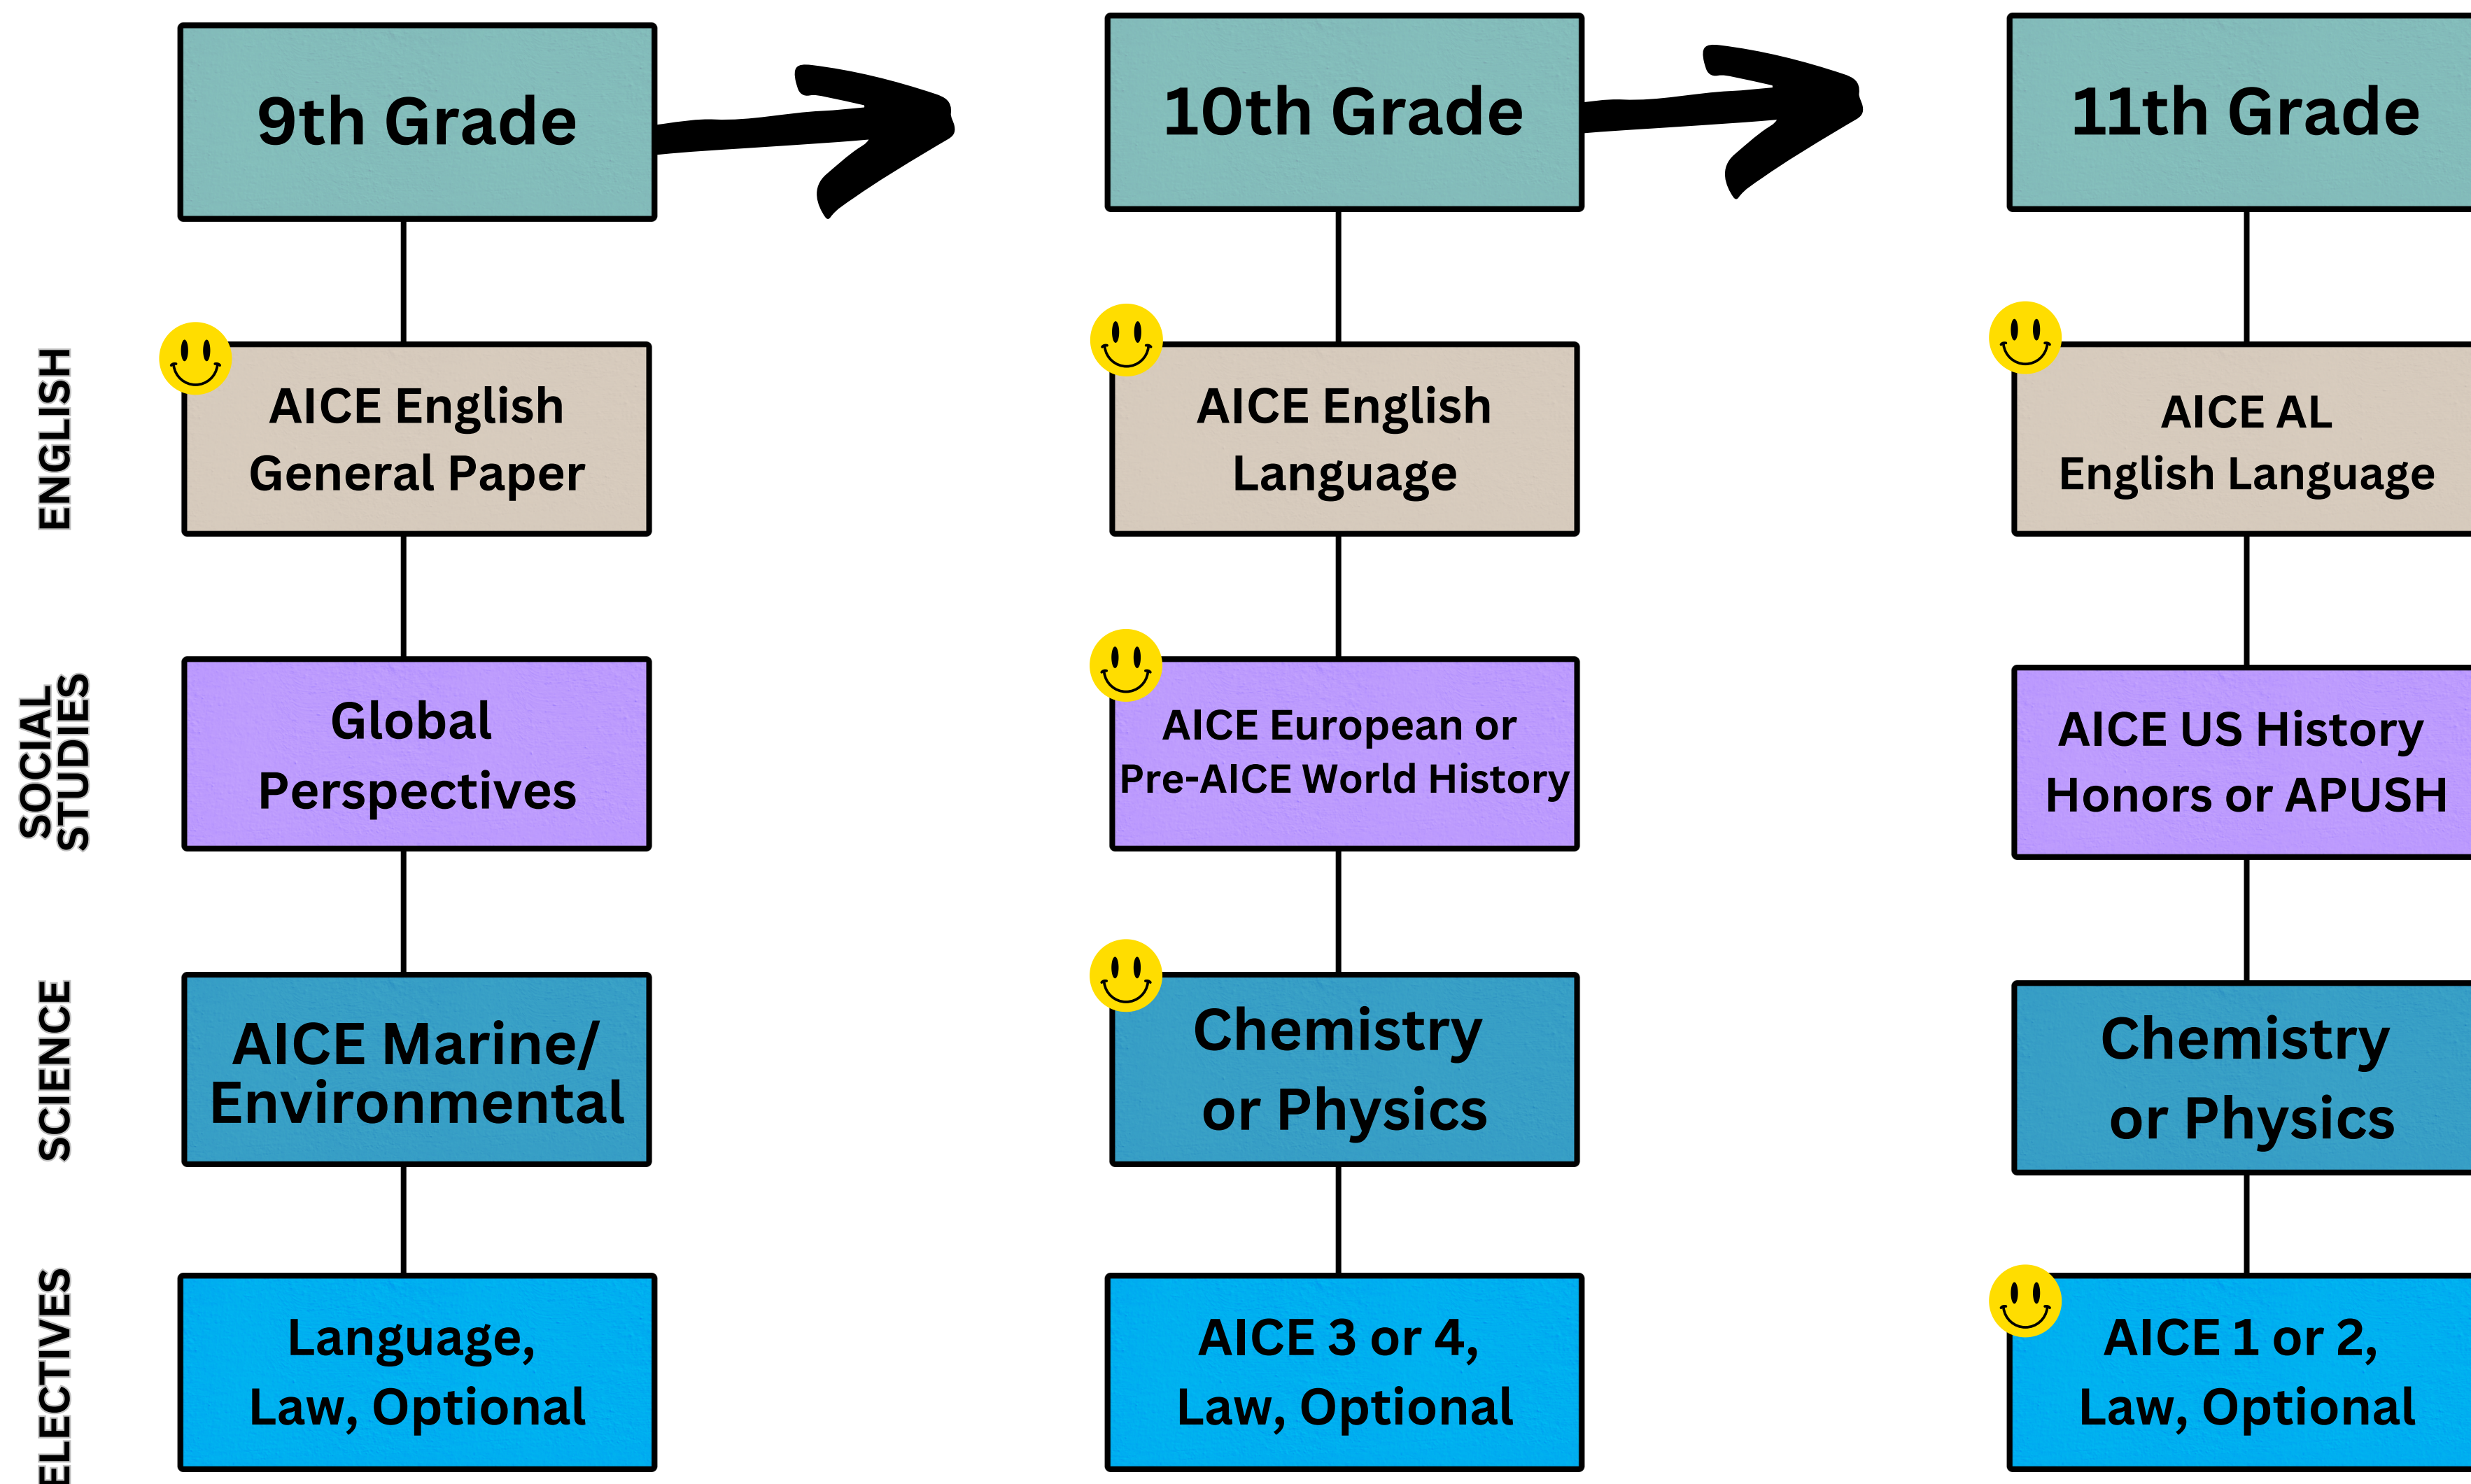 9th Grade
10th Grade
11th Grade
ENGLISH
AICE English
General Paper
AICE English
Language
AICE AL
English Language
SOCIAL
STUDIES
Global
Perspectives
AICE European or
Pre-AICE World History
AICE US History
Honors or APUSH
SCIENCE
AICE Marine/
Environmental
Chemistry
or Physics
Chemistry
or Physics
ELECTIVES
Language,
Law, Optional
AICE 3 or 4,
Law, Optional
AICE 1 or 2,
Law, Optional